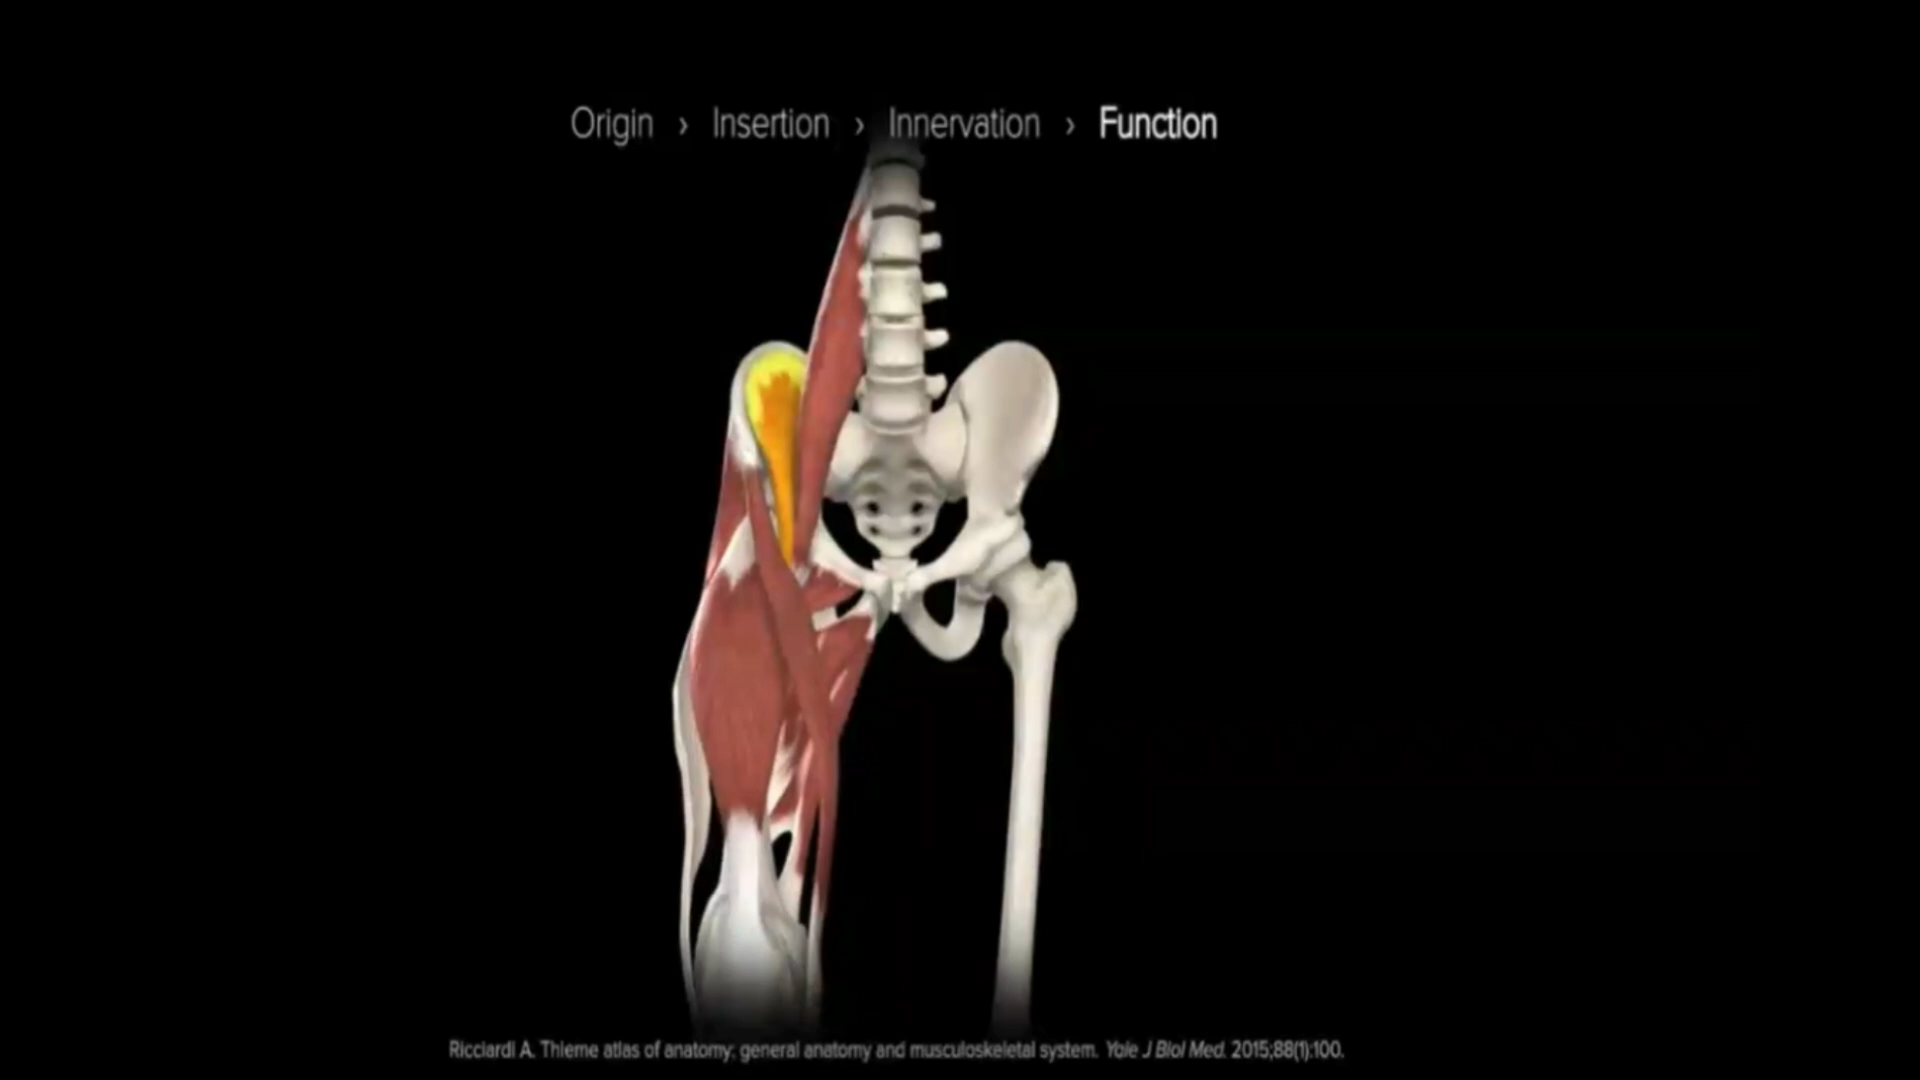 Origin › Insertion › Innervation › Function
Ricciardi A. Thieme atlas of anatomy: general anatomy and musculoskeletal system. Yale J Biol Med. 2015;88(1):100.